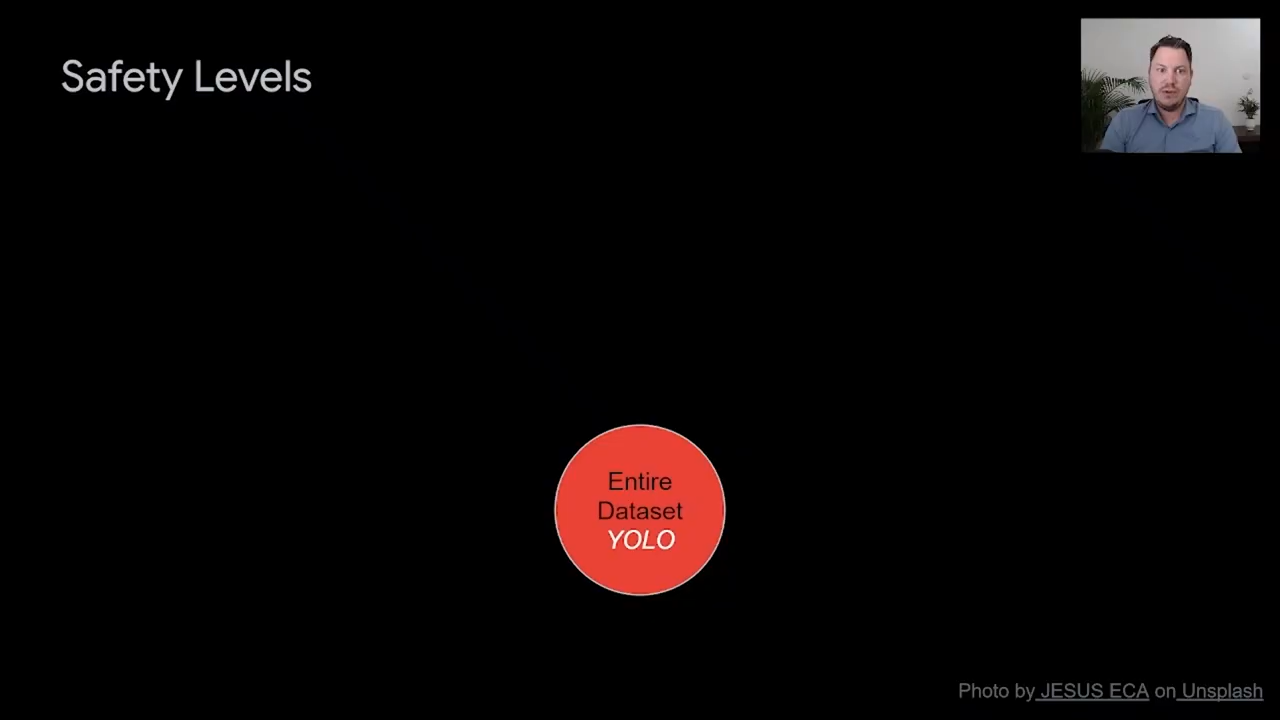 Safety Levels
Entire
Dataset
YOLO
Photo by JESUS ECA on Unsplash